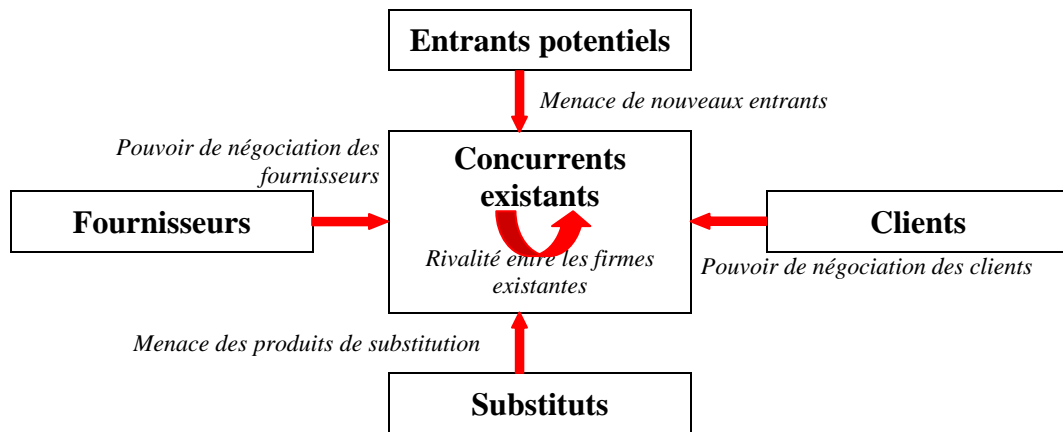 Entrants potentiels
Menace de nouveaux entrants
Pouvoir de négociation des
fournisseurs
Concurrents
existants
Fournisseurs
Clients
Rivalité entre les firmes
existantes
Pouvoir de négociation des clients
Menace des produits de substitution
Substituts